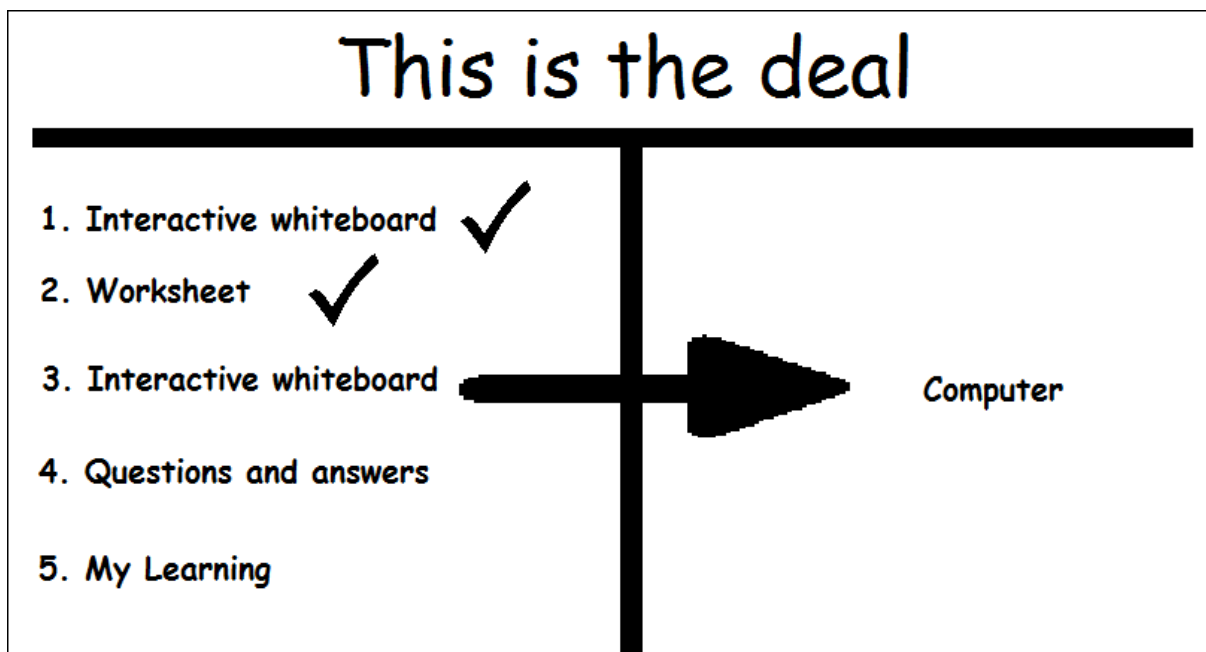 This is the deal
1. Interactive whiteboard
2. Worksheet
3. Interactive whiteboard
Computer
4. Questions and answers
5. My Learning